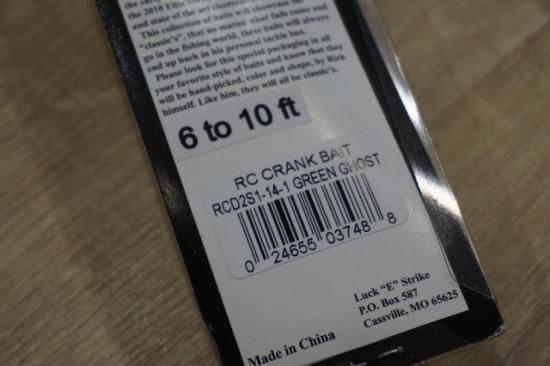 the 2010 Elite Ser
and state of the art electro
This collection of baits will showcase the
"classic's", that no matter what fads come and
go in the fishing world, these baits will always
end up back in his personal tackle box.
Please look for this special packaging in all
your favorite style of baits and know that they
will be hand-picked, color and shape, by Rick
himself. Like him, they will all be classic's.
6 to 10 ft
RC CRANK BAIT
RCD2S1-14-1 GREEN GHOST
0 24655 03748 8
Luck "E" Strike
P.O. Box 587
Cassville, MO 65625
Made in China